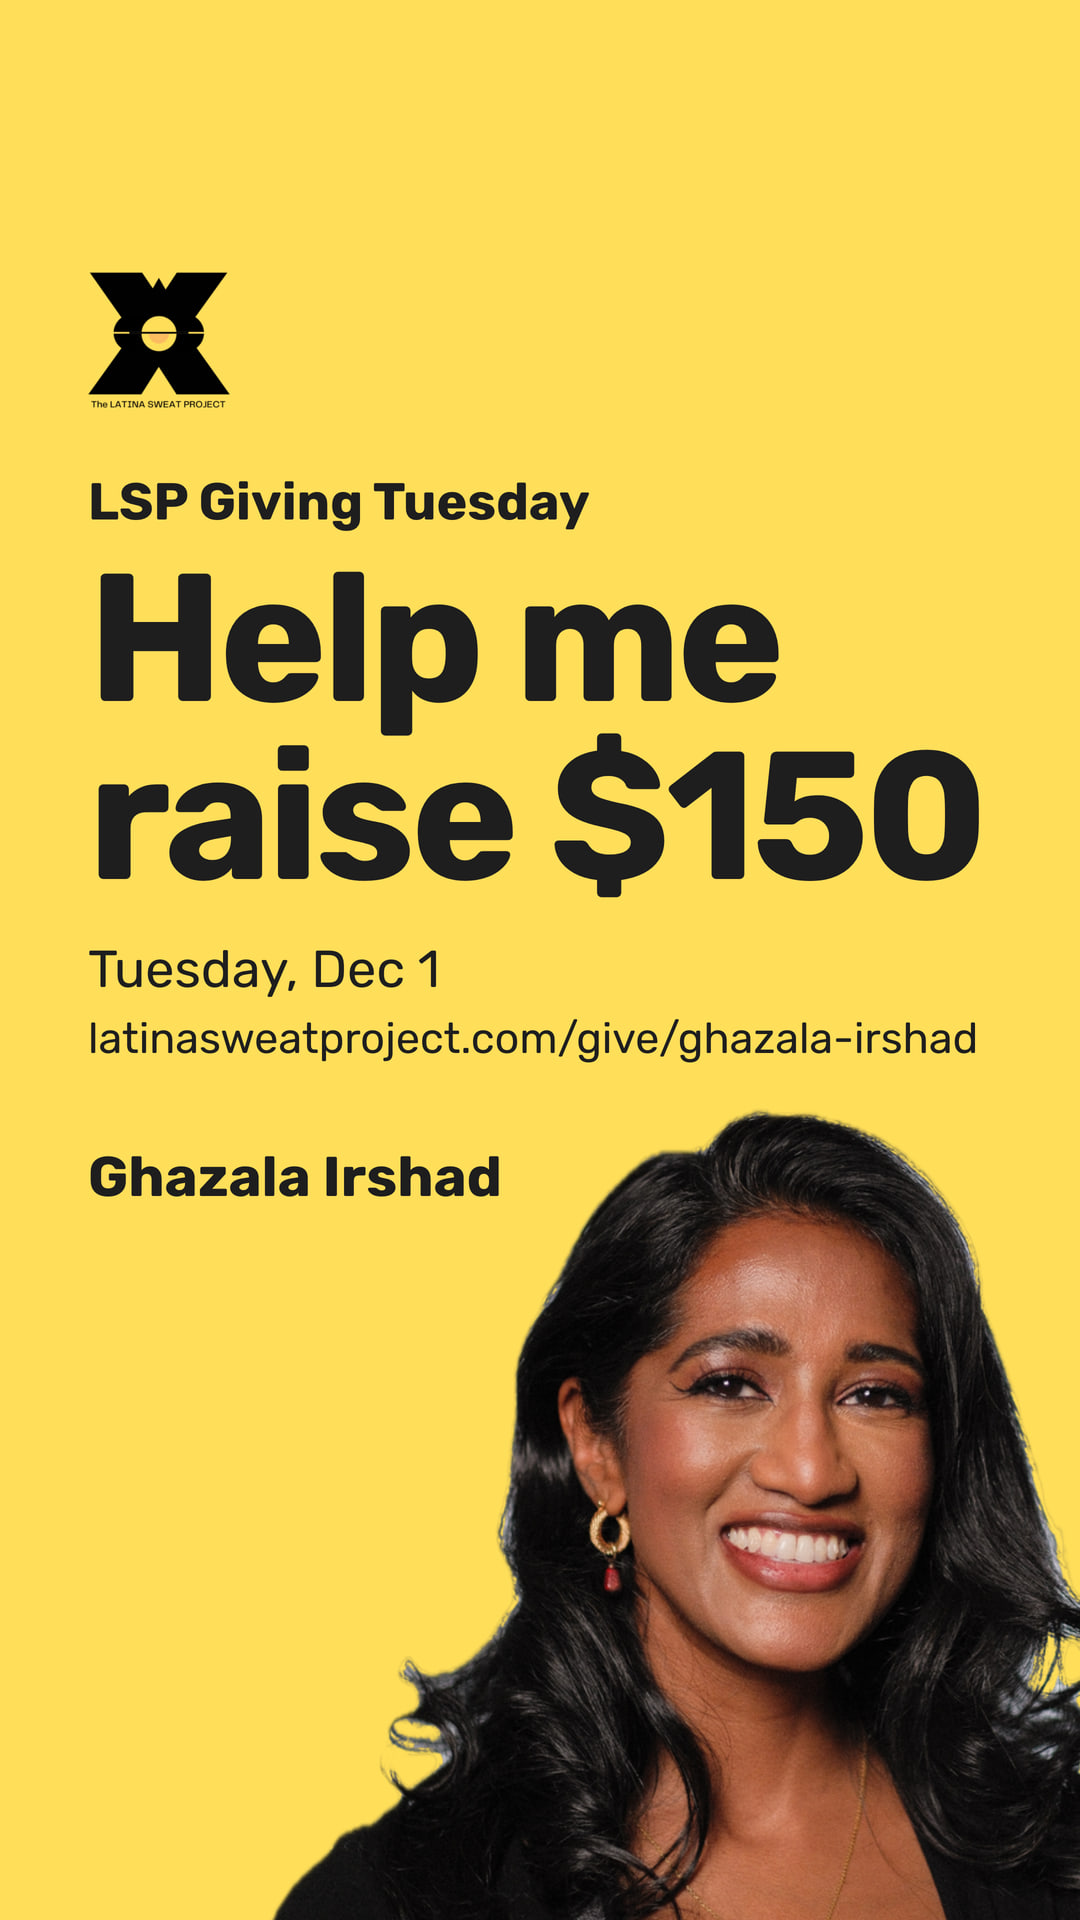 The LATINA SWEAT PROJECT
LSP Giving Tuesday
Help me
raise $150
Tuesday, Dec 1
latinasweatproject.com/give/ghazala-irshad
Ghazala Irshad